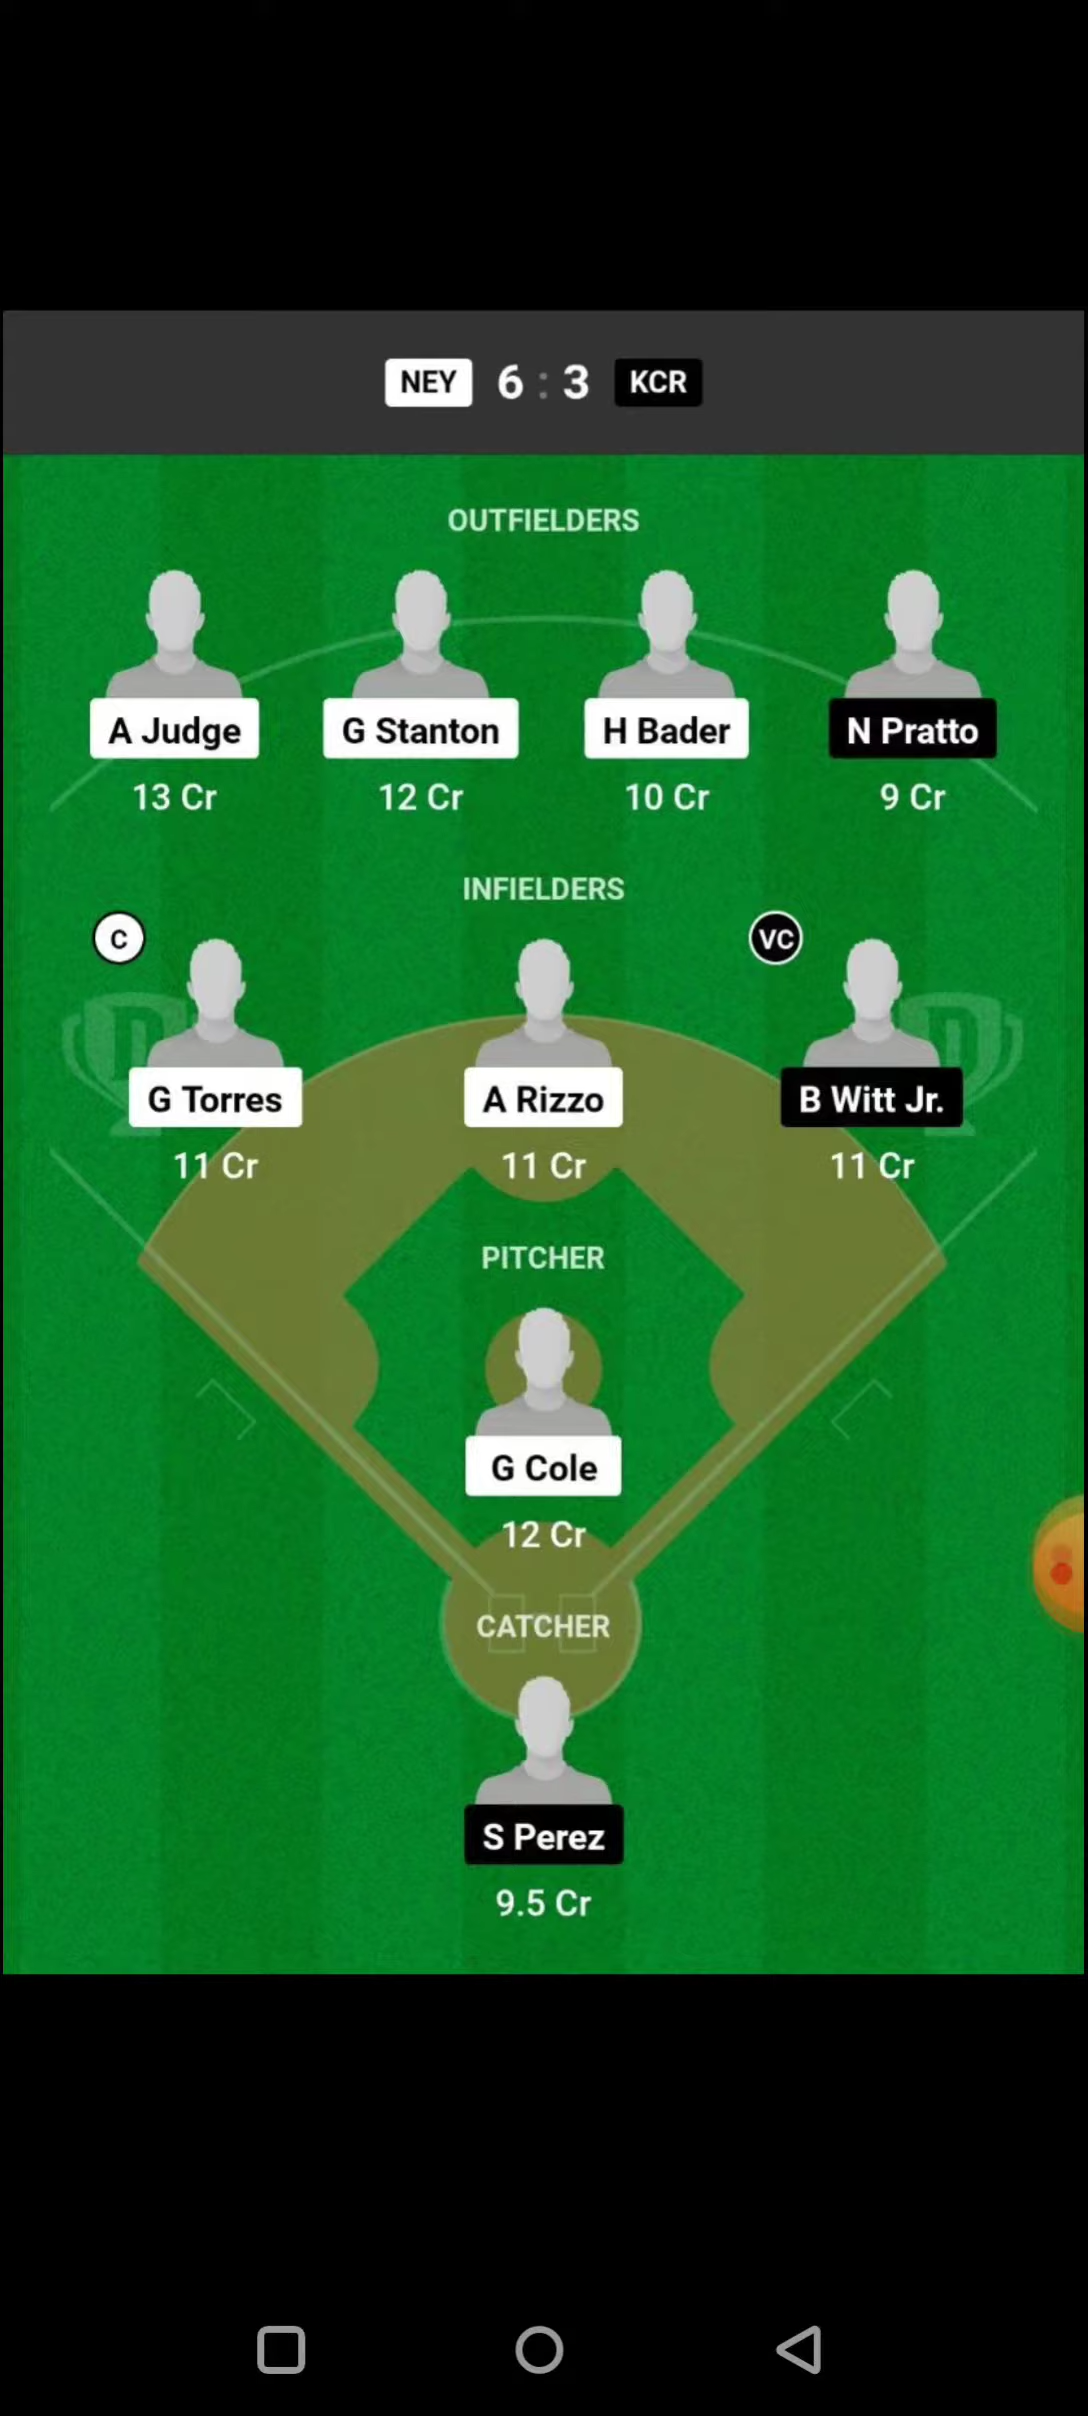 NEY 6 : 3 KCR
OUTFIELDERS
A Judge G Stanton H Bader N Pratto
13 Cr 12 Cr 10 Cr 9 Cr
INFIELDERS
C VC
G Torres A Rizzo B Witt Jr.
11 Cr 11 Cr 11 Cr
PITCHER
G Cole
12 Cr
CATCHER
S Perez
9.5 Cr